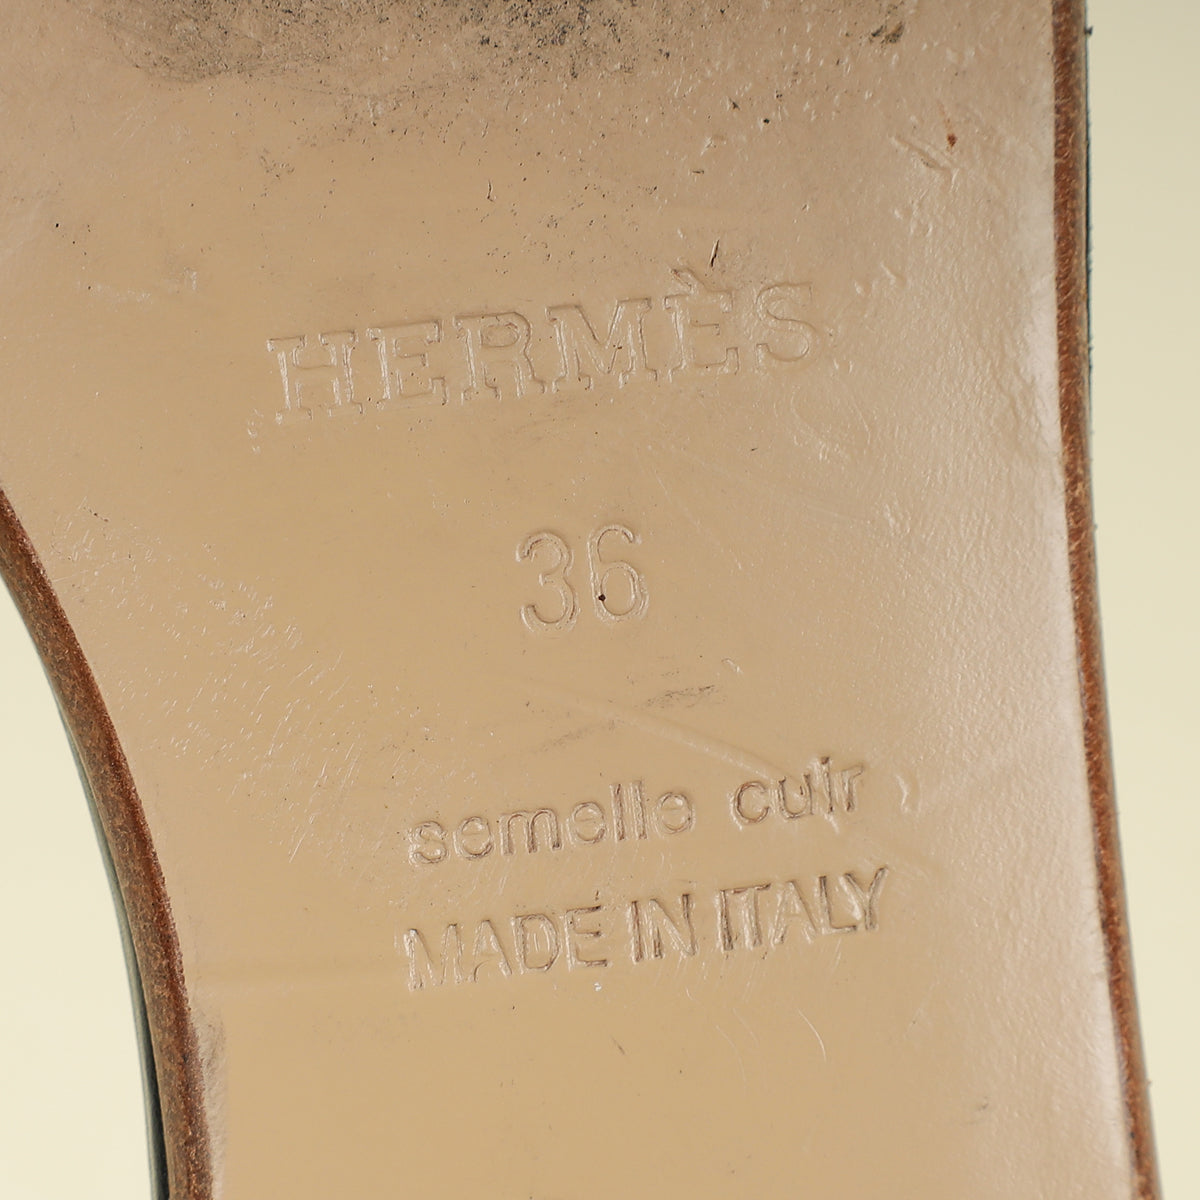 HERMÈS
36
semelle cuir
MADE IN ITALY